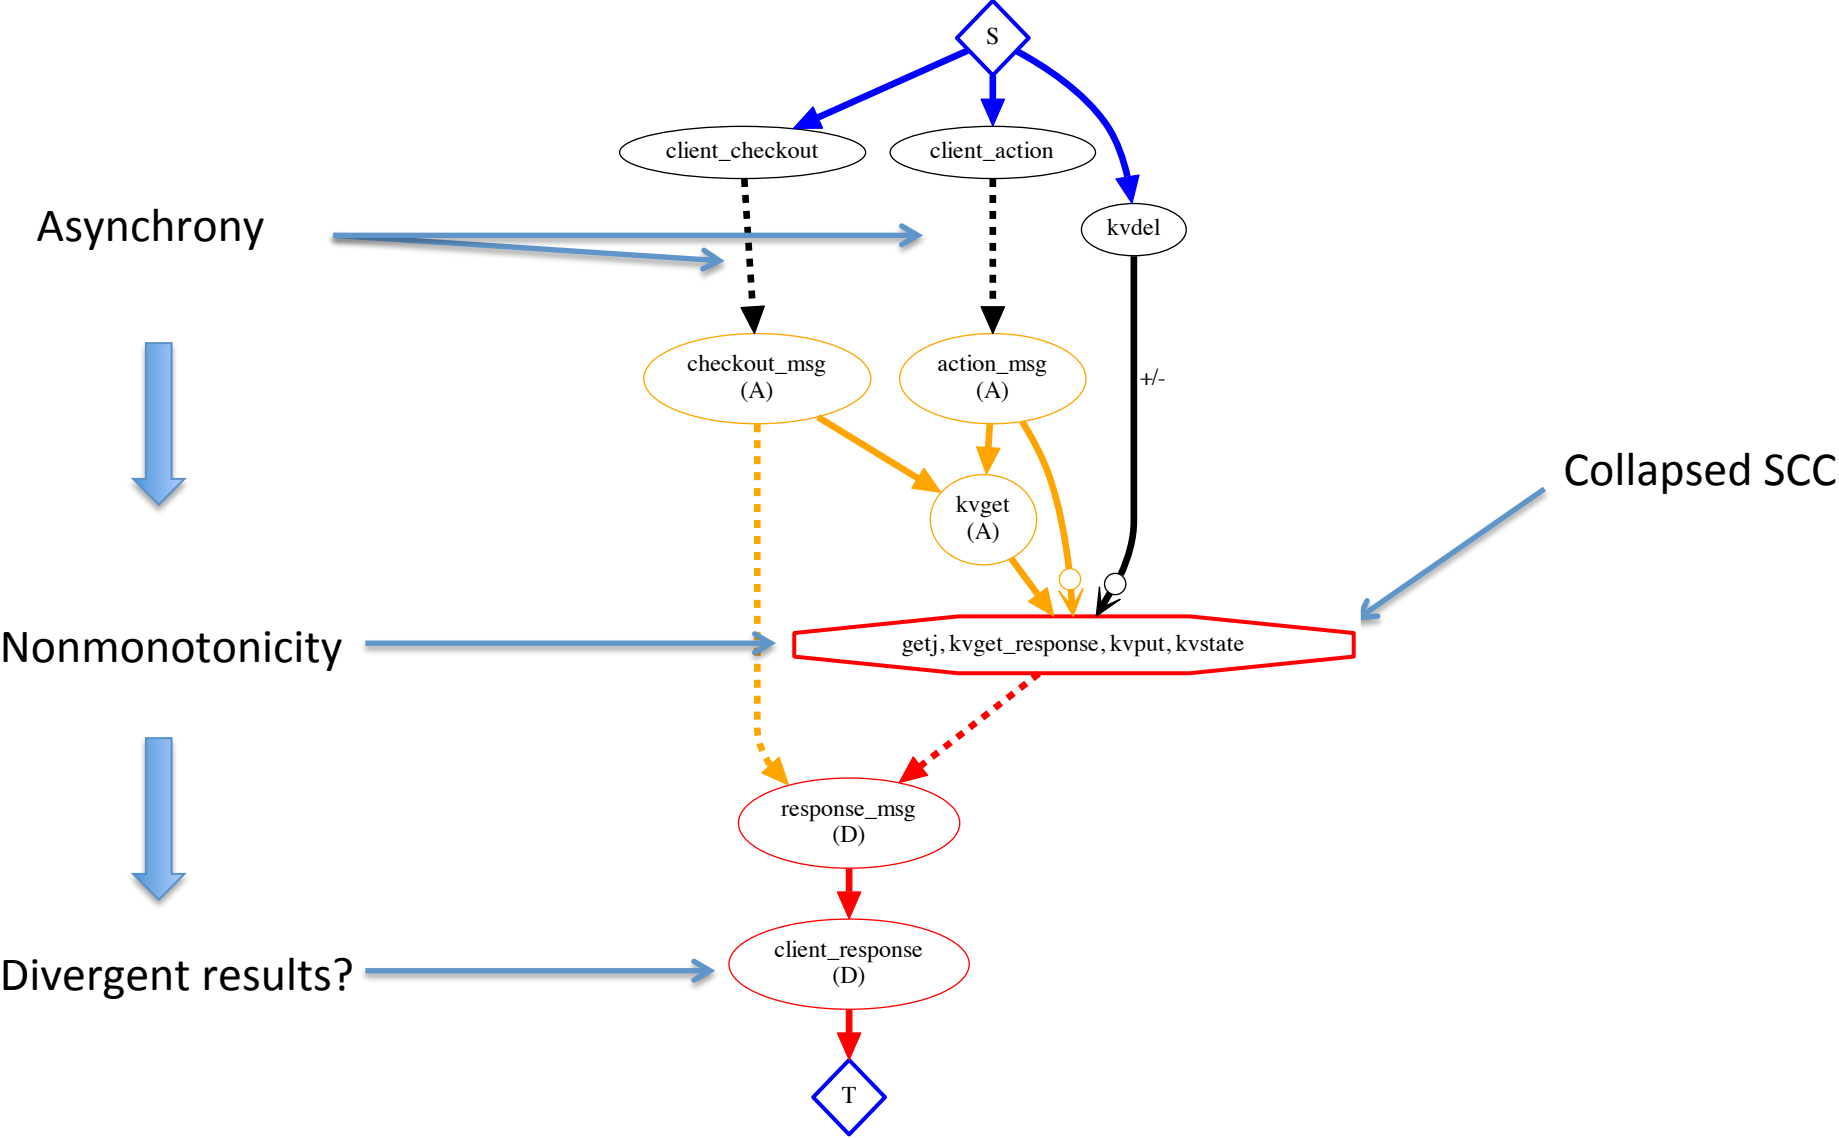 S
client_checkout
client_action
Asynchrony
kvdel
checkout_msg
(A)
action_msg
(A)
+/-
Collapsed SCC
kvget
(A)
Nonmonotonicity
getj, kvget_response, kvput, kvstate
response_msg
(D)
Divergent results?
client_response
(D)
T